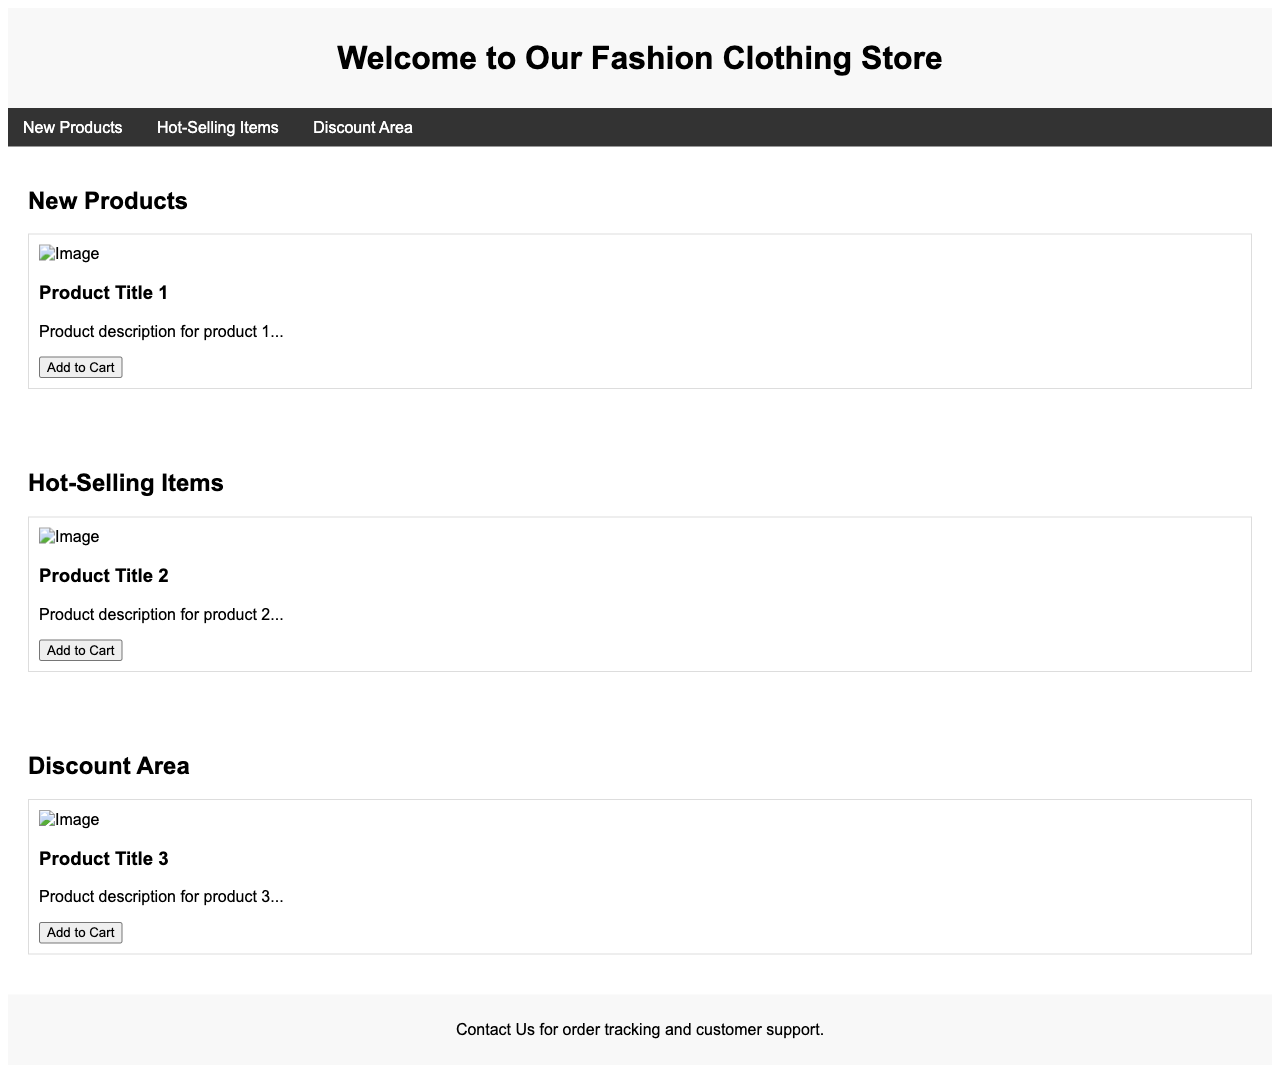 Welcome to Our Fashion Clothing Store
New Products Hot-Selling Items Discount Area
New Products
Image
Product Title 1
Product description for product 1...
Add to Cart
Hot-Selling Items
Image
Product Title 2
Product description for product 2...
Add to Cart
Discount Area
Image
Product Title 3
Product description for product 3...
Add to Cart
Contact Us for order tracking and customer support.